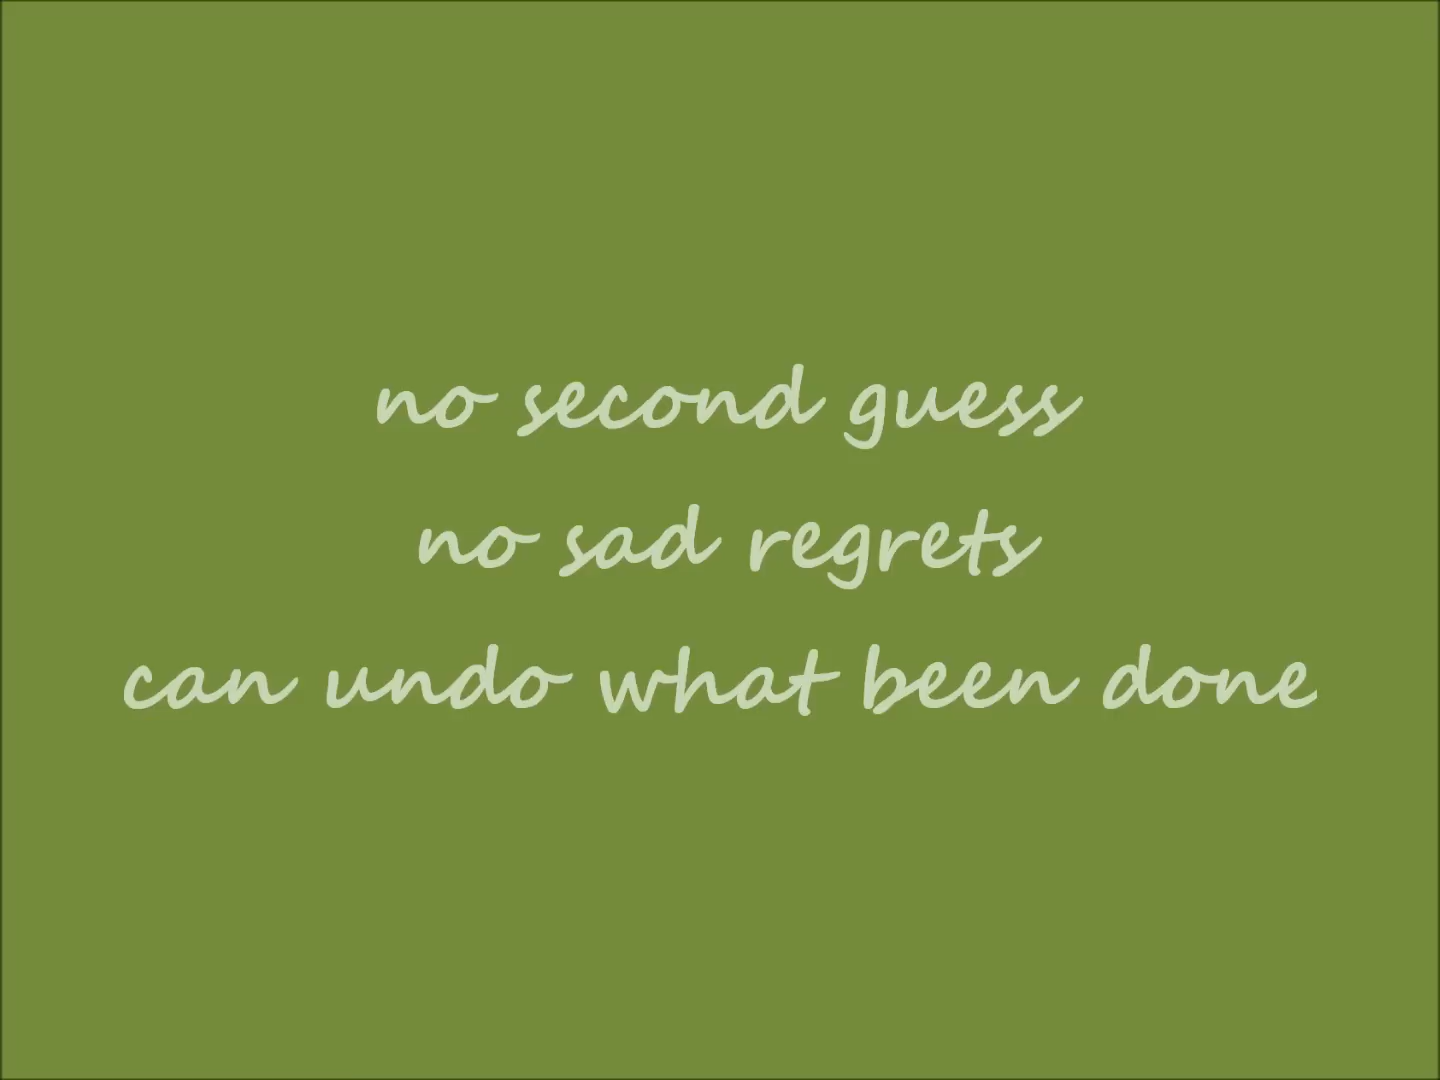 no second guess
no sad regrets
can undo what been done